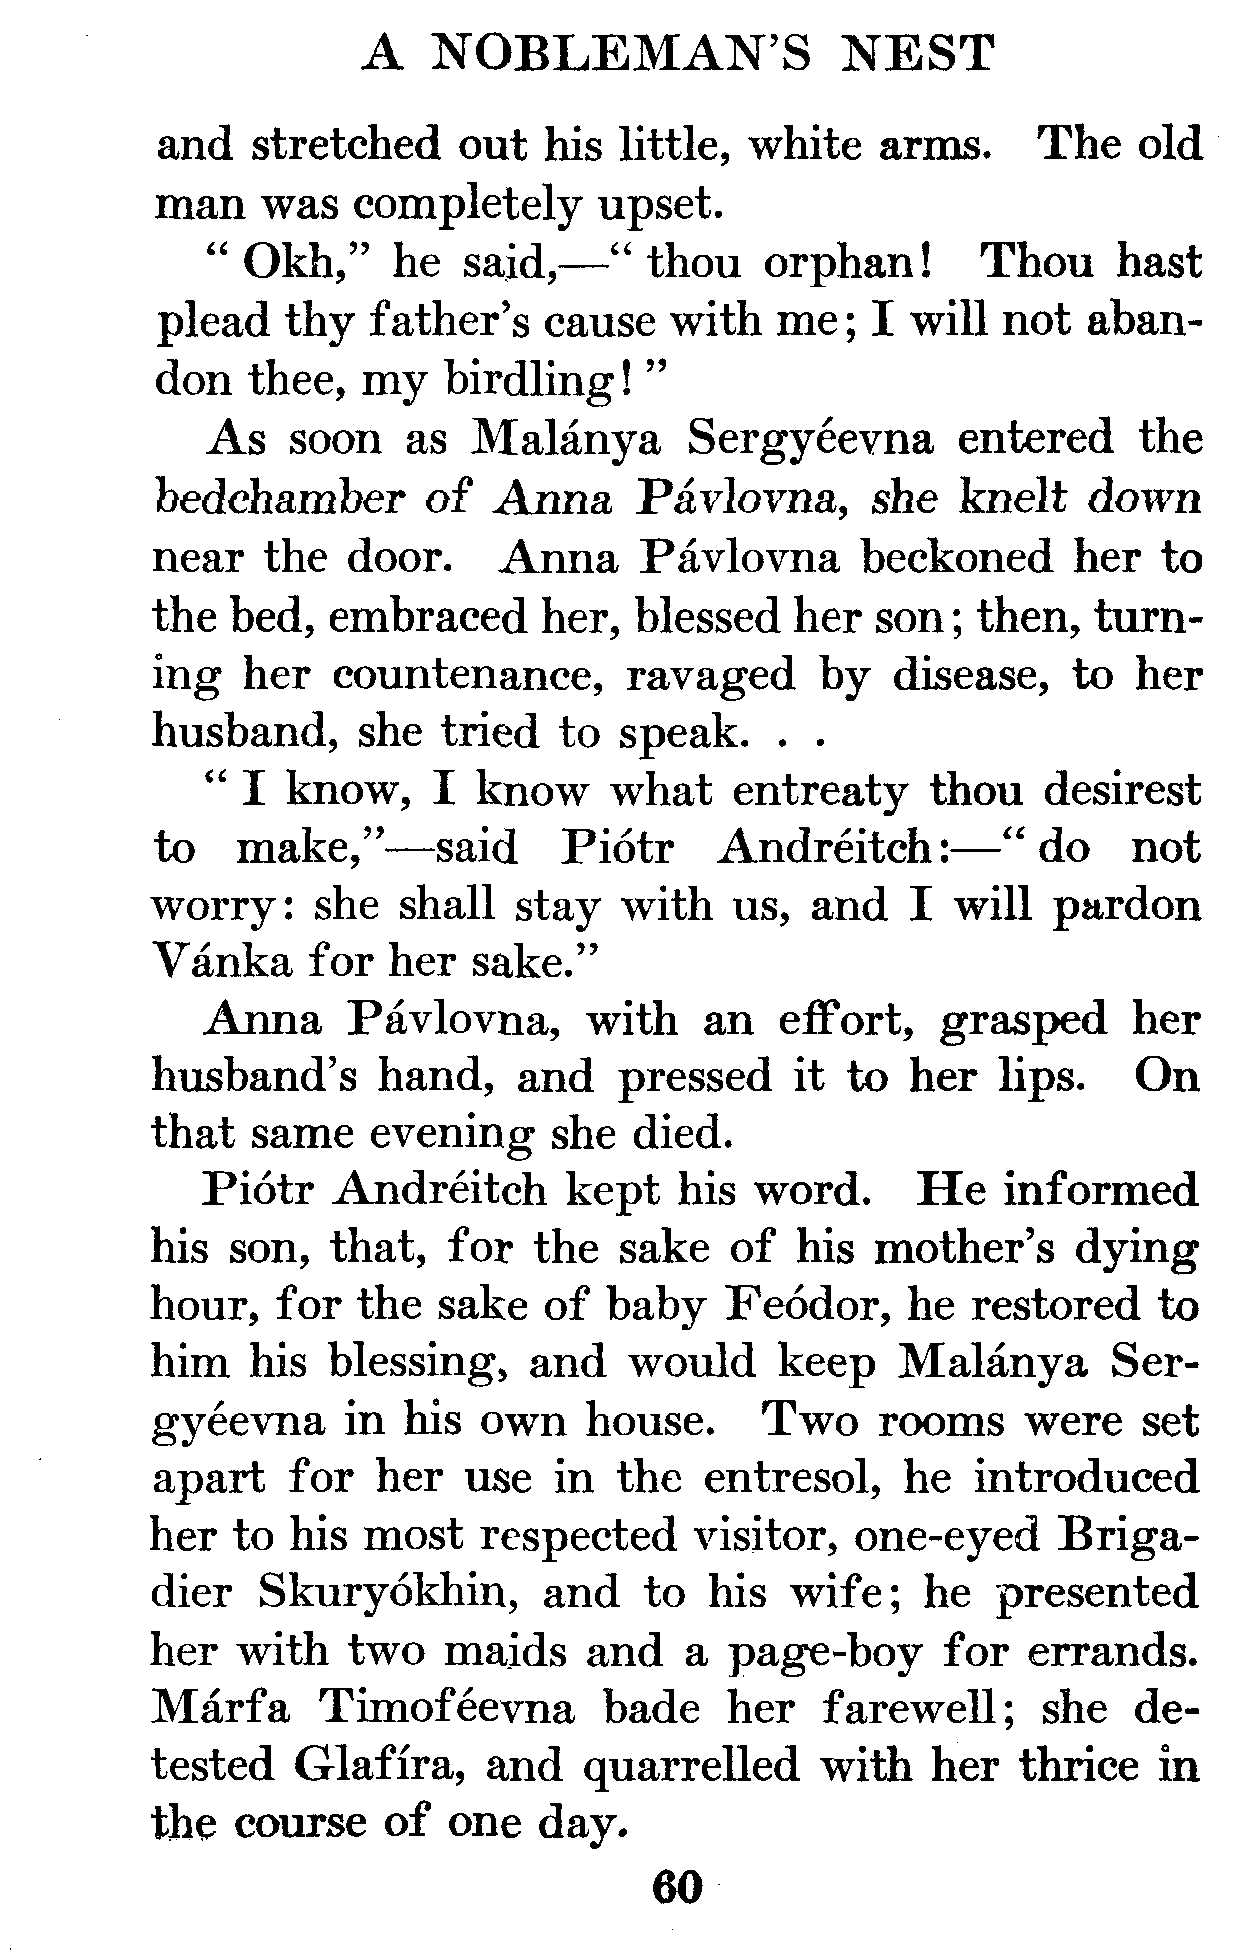 A NOBLEMAN'S NEST
and stretched out his little, white arms. The old
man was completely upset.
" Okh," he said,—" thou orphan! Thou hast
plead thy father's cause with me; I will not aban-
don thee, my birdling! "
As soon as Malánya Sergyéevna entered the
bedchamber of Anna Pávlovna, she knelt down
near the door. Anna Pávlovna beckoned her to
the bed, embraced her, blessed her son; then, turn-
ing her countenance, ravaged by disease, to her
husband, she tried to speak. . .
" I know, I know what entreaty thou desirest
to make,"—said Piótr Andréitch:—" do not
worry: she shall stay with us, and I will pardon
Vánka for her sake."
Anna Pávlovna, with an effort, grasped her
husband's hand, and pressed it to her lips. On
that same evening she died.
Piótr Andréitch kept his word. He informed
his son, that, for the sake of his mother's dying
hour, for the sake of baby Feódor, he restored to
him his blessing, and would keep Malánya Ser-
gyéevna in his own house. Two rooms were set
apart for her use in the entresol, he introduced
her to his most respected visitor, one-eyed Briga-
dier Skuryókhin, and to his wife; he presented
her with two maids and a page-boy for errands.
Márfa Timoféevna bade her farewell; she de-
tested Glafíra, and quarrelled with her thrice in
the course of one day.
60